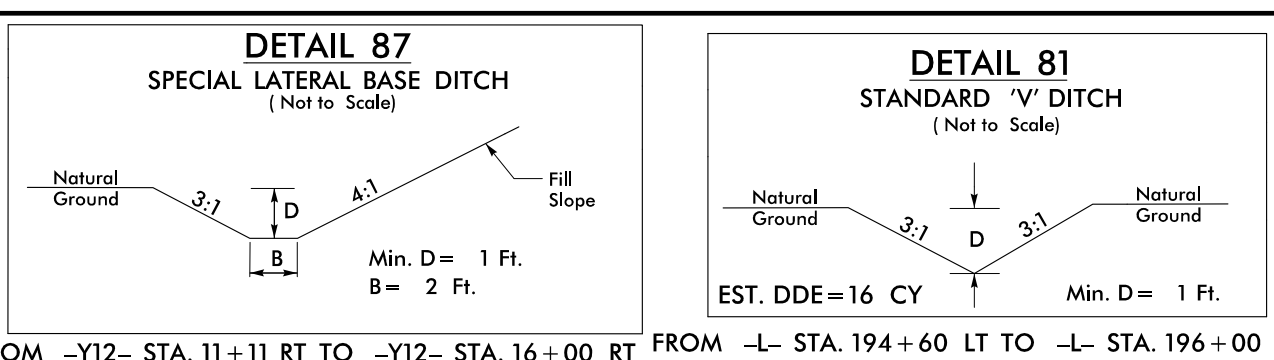 DETAIL 87
SPECIAL LATERAL BASE DITCH
( Not to Scale)
Natural
Ground
3:1
D
4:1
Fill
Slope
B
Min. D= 1 Ft.
B= 2 Ft.
OM -Y12- STA. 11+11 RT TO -Y12- STA. 16+00 RT
DETAIL 81
STANDARD 'V' DITCH
( Not to Scale)
Natural
Ground
3:1
D
3:1
Natural
Ground
EST. DDE=16 CY
Min. D= 1 Ft.
FROM -L- STA. 194+60 LT TO -L- STA. 196+00